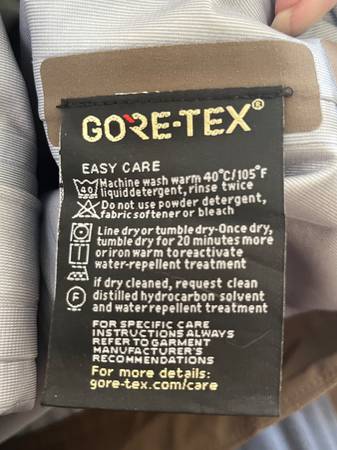 GORE-TEX®
EASY CARE
40 Machine wash warm 40°C/105°F
liquid detergent, rinse twice
Do not use powder detergent,
fabric softener or bleach
Line dry or tumble dry-Once dry,
tumble dry for 20 minutes more
or iron warm to reactivate
water-repellent treatment
F if dry cleaned, request clean
distilled hydrocarbon solvent
and water repellent treatment
FOR SPECIFIC CARE
INSTRUCTIONS ALWAYS
REFER TO GARMENT
MANUFACTURER'S
RECOMMENDATIONS
For more details:
gore-tex.com/care